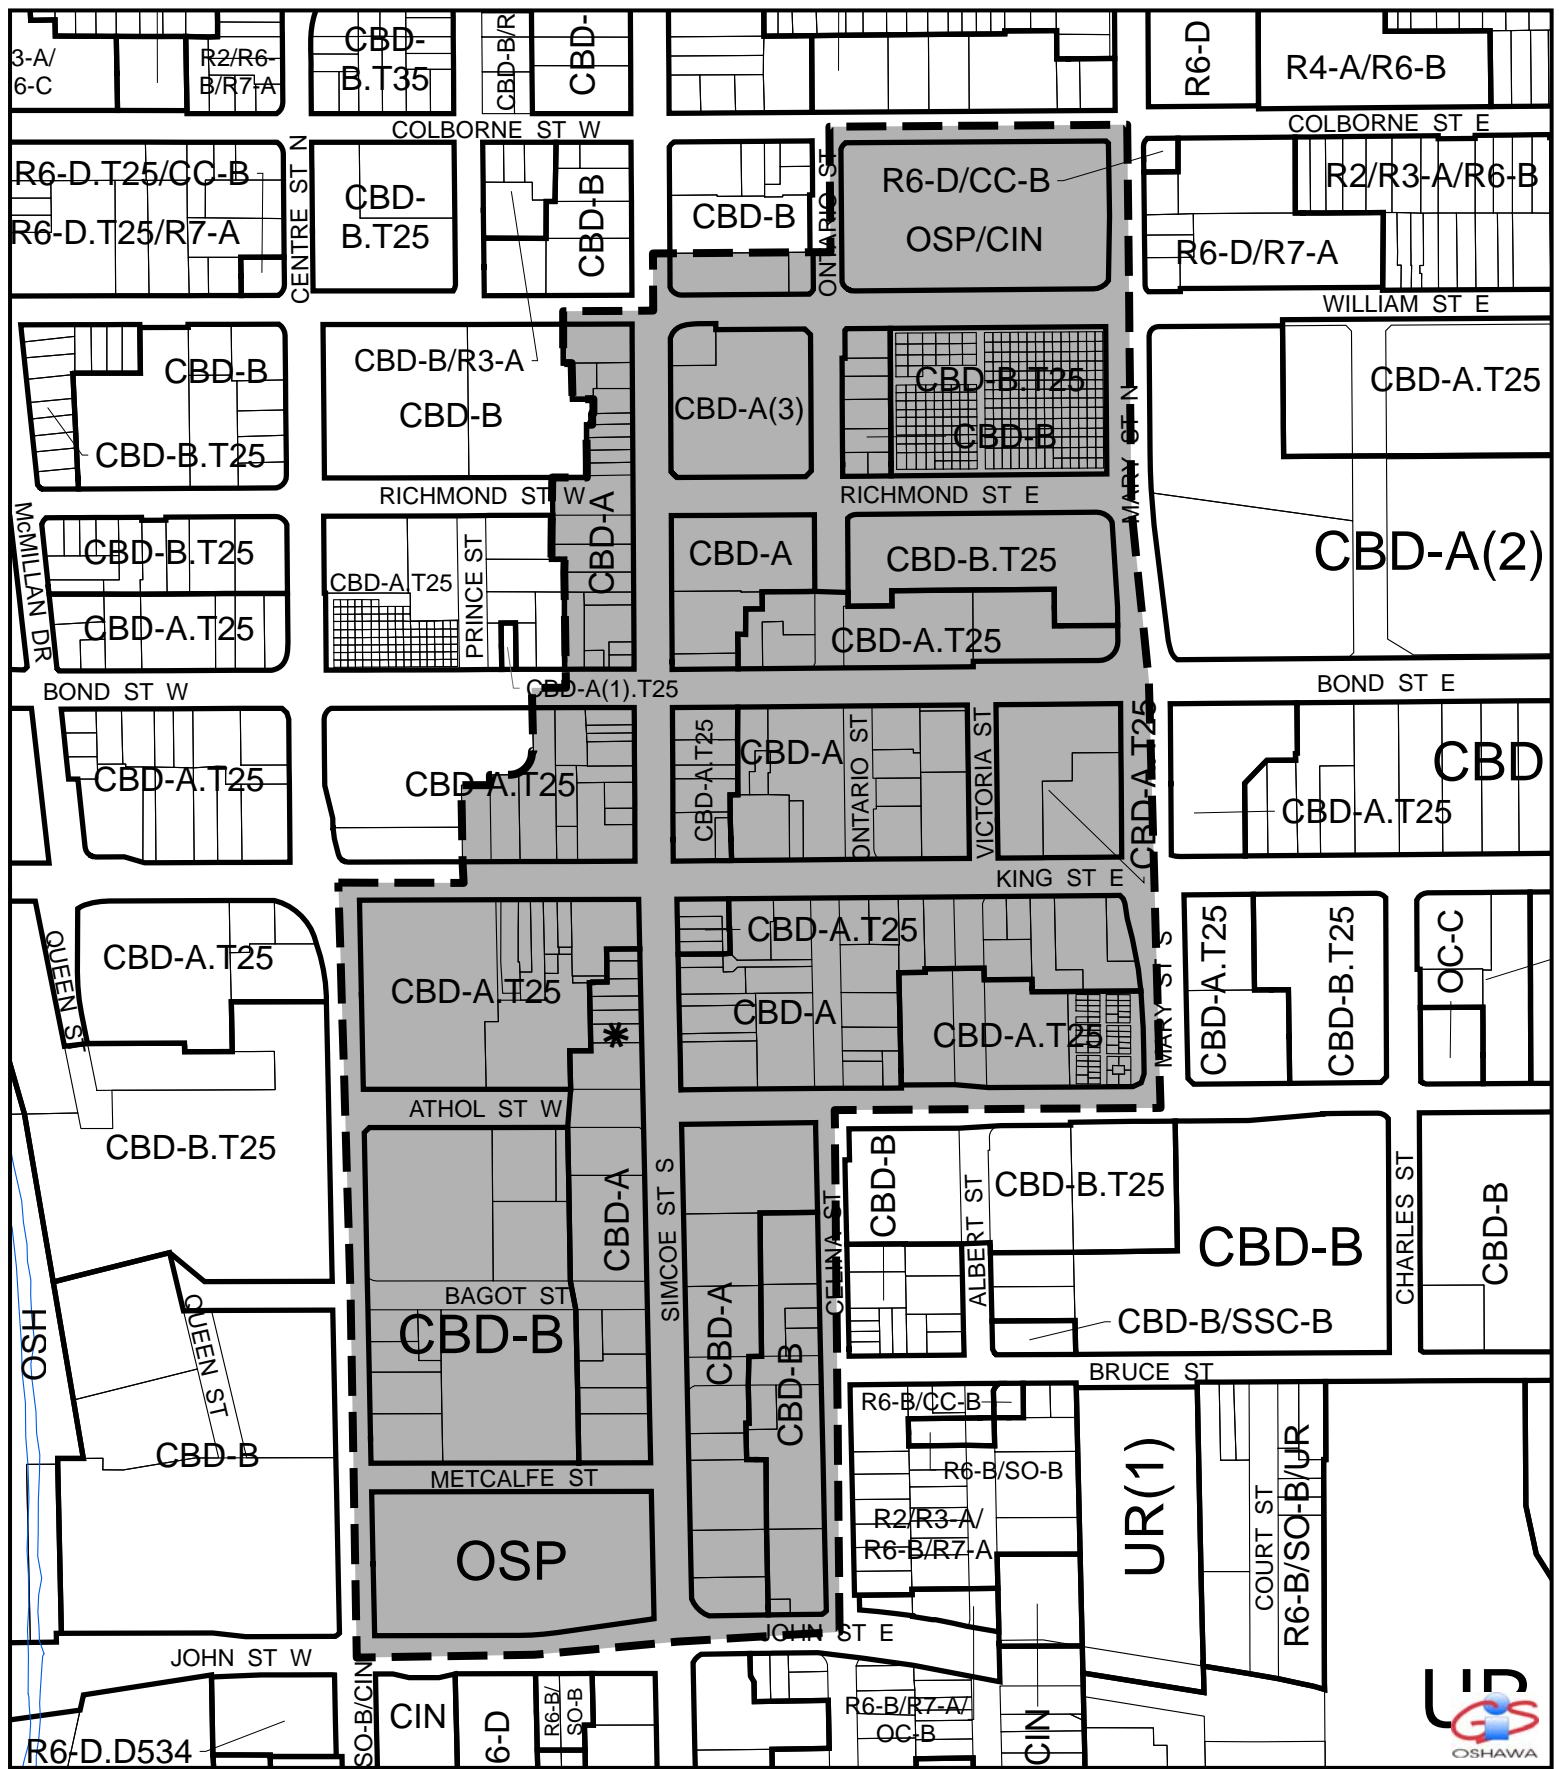 3-A/
6-C
R2/R6-
B/R7-A
CBD-
B.T35
CBD-B/R
CBD-
R6-D
R4-A/R6-B
COLBORNE ST W
COLBORNE ST E
R6-D.T25/CC-B
R6-D.T25/R7-A
CENTRE ST N
CBD-
B.T25
CBD-B
CBD-B
ONTARIO ST
R6-D/CC-B
OSP/CIN
R2/R3-A/R6-B
R6-D/R7-A
WILLIAM ST E
CBD-B
CBD-B.T25
CBD-B/R3-A
CBD-B
CBD-A(3)
CBD-B.T25
CBD-B
MARY ST N
CBD-A.T25
RICHMOND ST W
RICHMOND ST E
McMILLAN DR
CBD-B.T25
CBD-A.T25
CBD-A.T25
PRINCE ST
CBD-A
CBD-A
CBD-B.T25
CBD-A.T25
CBD-A(2)
BOND ST W
CBD-A(1).T25
BOND ST E
CBD-A.T25
CBD-A.T25
CBD-A.T25
CBD-A
ONTARIO ST
VICTORIA ST
CBD-A.T25
CBD
CBD-A.T25
KING ST E
QUEEN ST
CBD-A.T25
CBD-A.T25
CBD-A.T25
CBD-A
CBD-A.T25
MARY ST S
CBD-A.T25
CBD-B.T25
OC-C
ATHOL ST W
CBD-B.T25
CBD-A
SIMCOE ST S
CELINA ST
CBD-B
ALBERT ST
CBD-B.T25
CBD-B
CHARLES ST
CBD-B
OSH
QUEEN ST
BAGOT ST
CBD-B
CBD-A
CBD-B
CBD-B/SSC-B
BRUCE ST
CBD-B
METCALFE ST
R6-B/CC-B
R6-B/SO-B
R2/R3-A/
R6-B/R7-A
UR(1)
COURT ST
R6-B/SO-B/UR
OSP
JOHN ST W
JOHN ST E
R6-D.D534
SO-B/CIN
CIN
6-D
R6-B/
SO-B
R6-B/R7-A/
OC-B
CIN
UR
GIS
OSHAWA